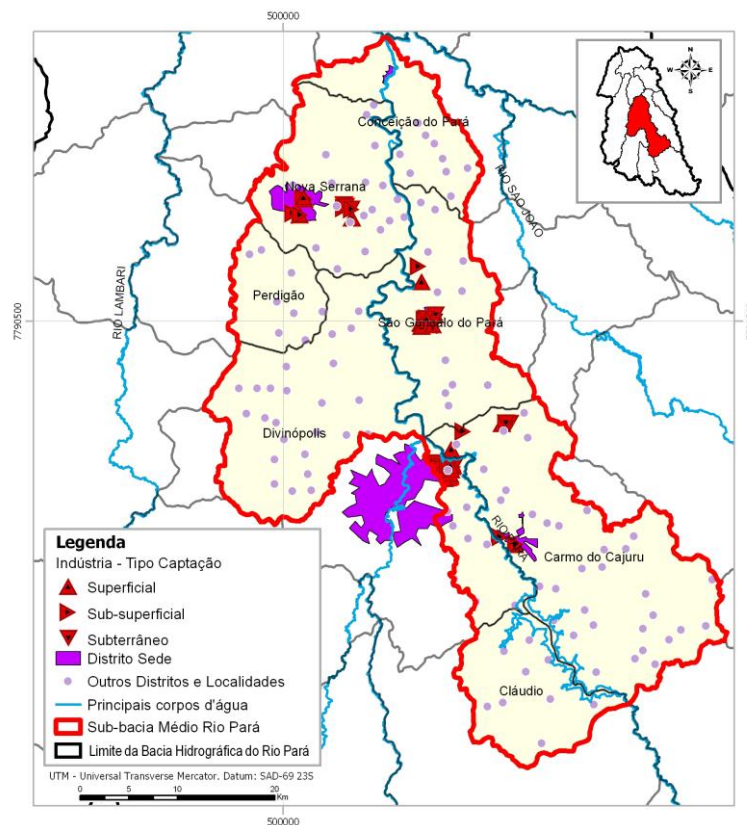 500000
N
W E
S
Conceição do Pará
Nova Serrana
RIO SÃO JOÃO
RIO LAMBARI
Perdigão
São Gonçalo do Pará
7790500
Divinópolis
Carmo do Cajuru
Cláudio
Legenda
Indústria - Tipo Captação
Superficial
Sub-superficial
Subterrâneo
Distrito Sede
Outros Distritos e Localidades
Principais corpos d'água
Sub-bacia Médio Rio Pará
Limite da Bacia Hidrográfica do Rio Pará
UTM - Universal Transverse Mercator. Datum: SAD-69 23S
0 5 10 20
Km
500000